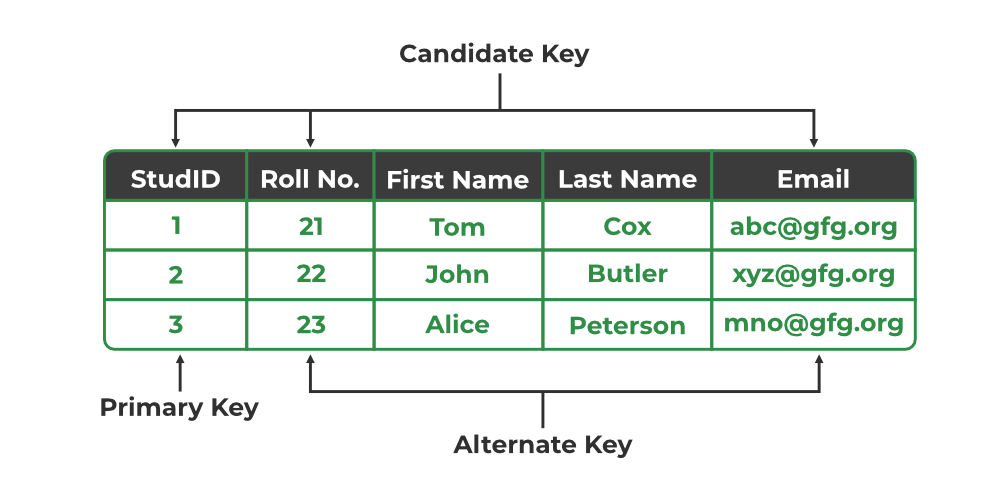 Candidate Key
StudID Roll No. First Name Last Name Email
1 21 Tom Cox abc@gfg.org
2 22 John Butler xyz@gfg.org
3 23 Alice Peterson mno@gfg.org
Primary Key
Alternate Key